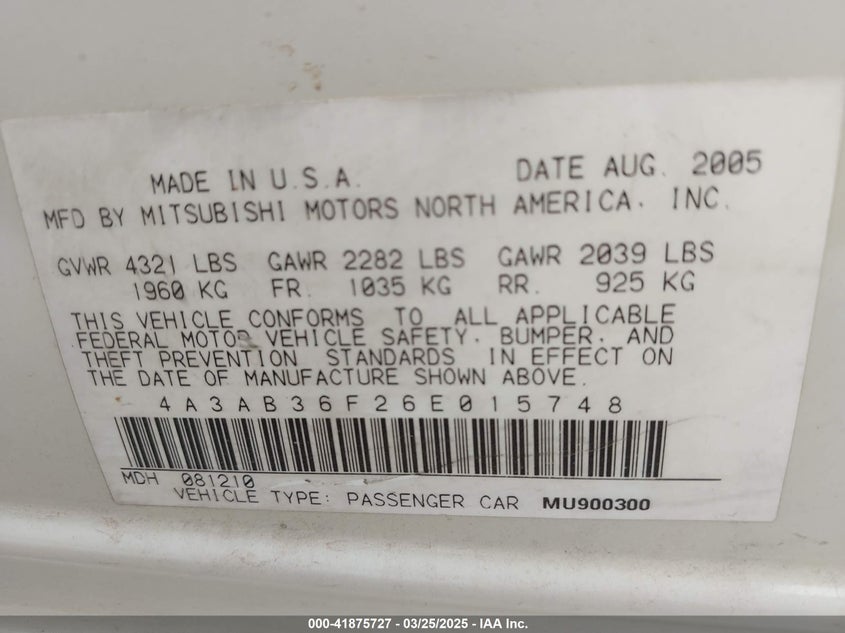 MADE IN U.S.A. DATE AUG. 2005
MFD BY MITSUBISHI MOTORS NORTH AMERICA. INC.
GVWR 4321 LBS GAWR 2282 LBS GAWR 2039 LBS
1960 KG FR. 1035 KG RR. 925 KG
THIS VEHICLE CONFORMS TO ALL APPLICABLE
FEDERAL MOTOR VEHICLE SAFETY. BUMPER. AND
THEFT PREVENTION STANDARDS IN EFFECT ON
THE DATE OF MANUFACTURE SHOWN ABOVE.
4A3AB36F26E015748
MDH 081210
VEHICLE TYPE: PASSENGER CAR MU900300
000-41875727 - 03/25/2025 - IAA Inc.